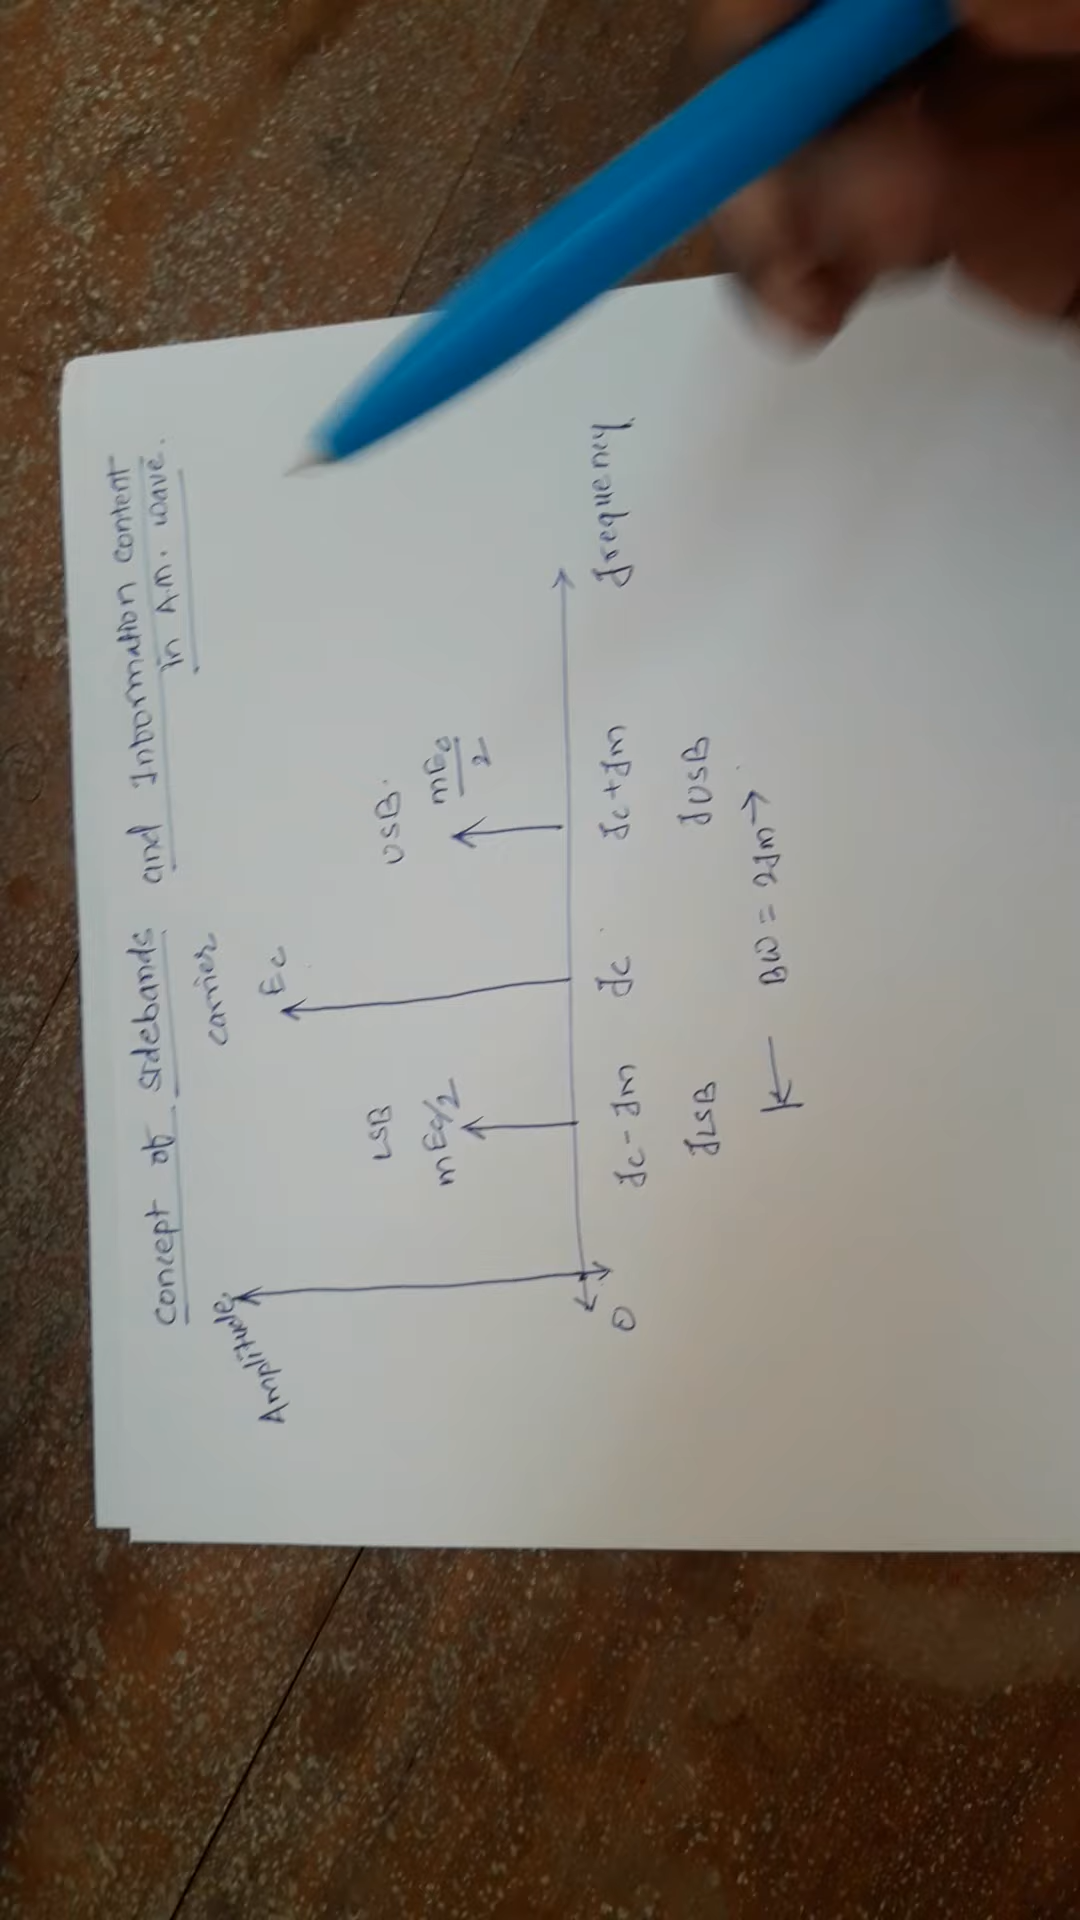 Concept of sidebands and Information content
in A.M. wave.
Amplitude
carrier
Ec
LSB
mEc/2
USB.
mEc/2
0
fc-fm
fc
fc+fm
frequency
fLSB
fUSB
BW = 2fm